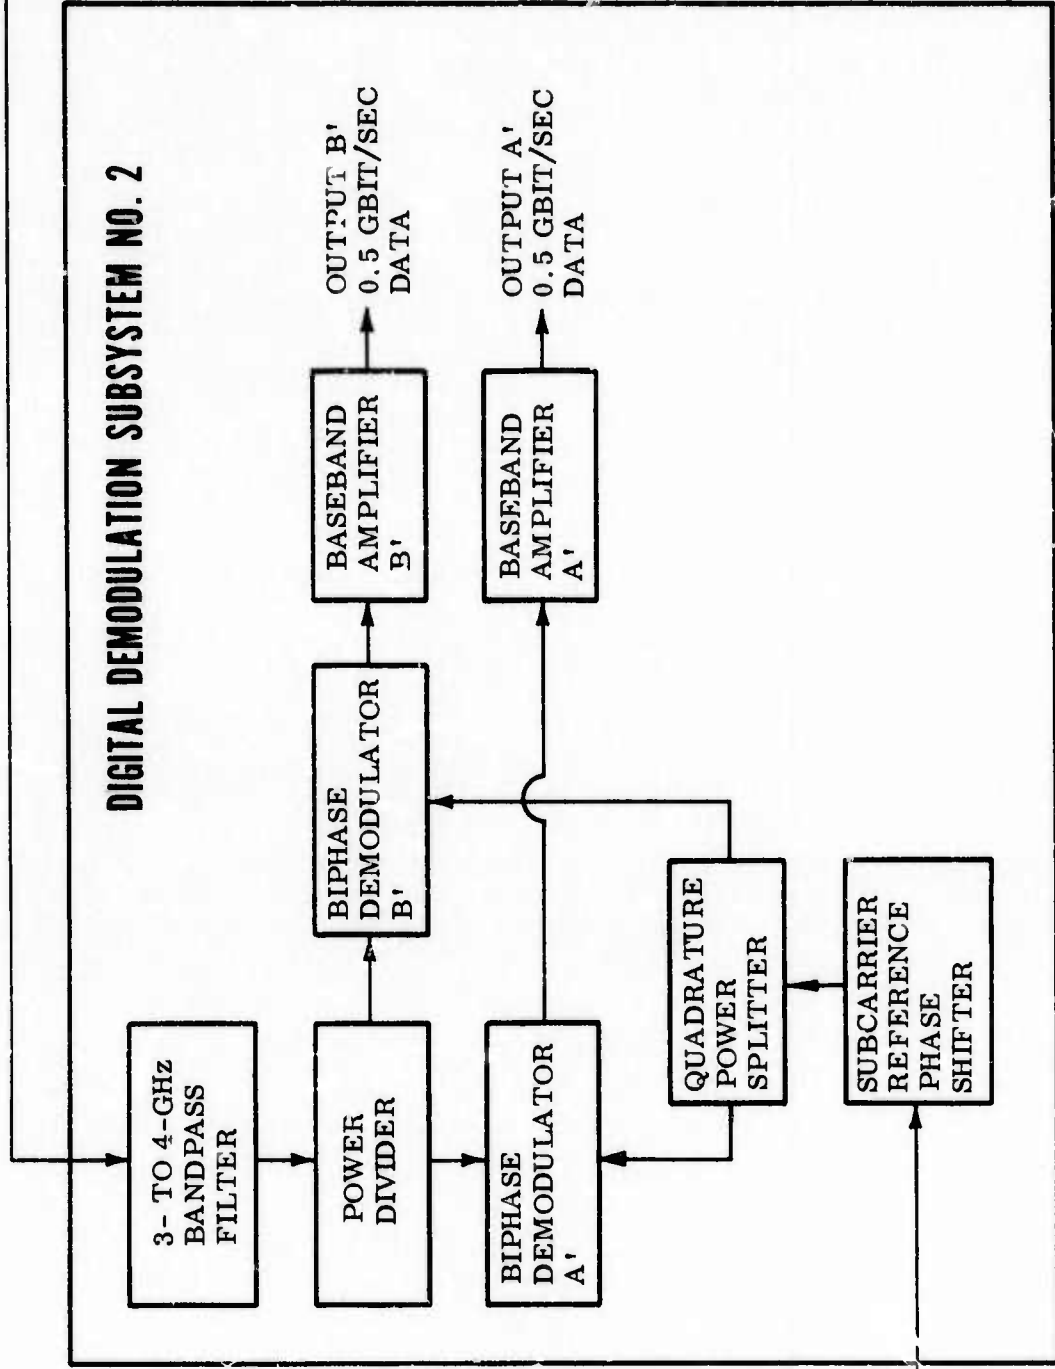 DIGITAL DEMODULATION SUBSYSTEM NO. 2
3- TO 4-GHz
BANDPASS
FILTER
POWER
DIVIDER
BIPHASE
DEMODULATOR
B'
BASEBAND
AMPLIFIER
B'
OUTPUT B'
0.5 GBIT/SEC
DATA
BIPHASE
DEMODULATOR
A'
BASEBAND
AMPLIFIER
A'
OUTPUT A'
0.5 GBIT/SEC
DATA
QUADRATURE
POWER
SPLITTER
SUBCARRIER
REFERENCE
PHASE
SHIFTER